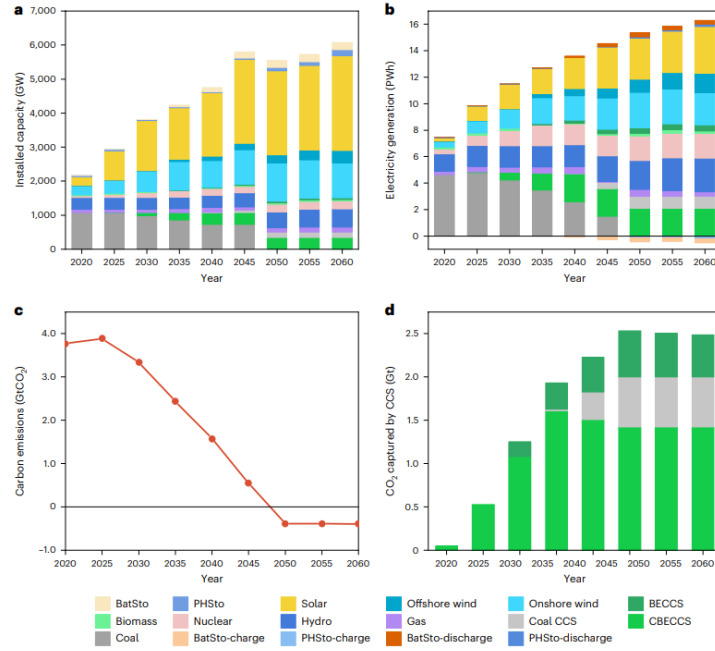 a
b
7,000
6,000
5,000
4,000
3,000
2,000
1,000
0
Installed capacity (GW)
2020 2025 2030 2035 2040 2045 2050 2055 2060
Year
16
14
12
10
8
6
4
2
0
Electricity generation (PWh)
2020 2025 2030 2035 2040 2045 2050 2055 2060
Year
c
d
4.0
3.0
2.0
1.0
0
–1.0
Carbon emissions (GtCO2)
2020 2025 2030 2035 2040 2045 2050 2055 2060
Year
2.5
2.0
1.5
1.0
0.5
0
CO2 captured by CCS (Gt)
2020 2025 2030 2035 2040 2045 2050 2055 2060
Year
BatSto PHSto Solar Offshore wind Onshore wind BECCS
Biomass Nuclear Hydro Gas Coal CCS CBECCS
Coal BatSto-charge PHSto-charge BatSto-discharge PHSto-discharge